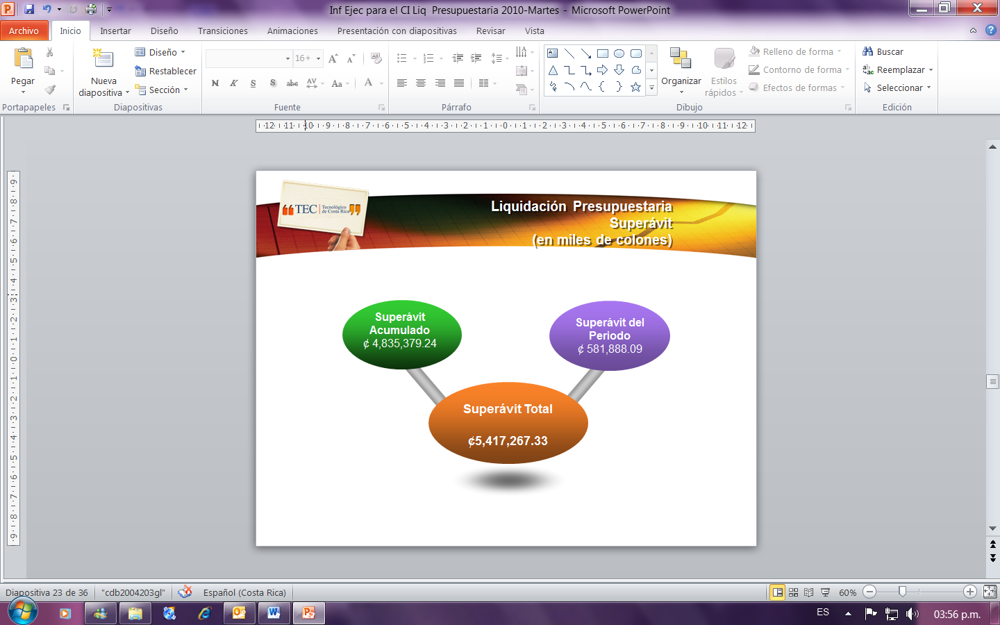 Inf Ejec para el CI Liq  Presupuestaria 2010-Martes - Microsoft PowerPoint
Archivo Inicio Insertar Diseño Transiciones Animaciones Presentación con diapositivas Revisar Vista
Pegar
Portapapeles
Nueva diapositiva
Diseño
Restablecer
Sección
Diapositivas
16+
N K S S abc AV Aa A
Fuente
Párrafo
Organizar
Estilos rápidos
Relleno de forma
Contorno de forma
Efectos de formas
Dibujo
Buscar
Reemplazar
Seleccionar
Edición
12 11 10 9 8 7 6 5 4 3 2 1 0 1 2 3 4 5 6 7 8 9 10 11 12
9 8 7 6 5 4 3 2 1 0 1 2 3 4 5 6 7 8 9
TEC Tecnológico de Costa Rica
Liquidación Presupuestaria
Superávit
(en miles de colones)
Superávit
Acumulado
₡ 4,835,379.24
Superávit del
Periodo
₡ 581,888.09
Superávit Total
₡5,417,267.33
Diapositiva 23 de 36 "cdb2004203gl" Español (Costa Rica) 60%
ES 03:56 p.m.